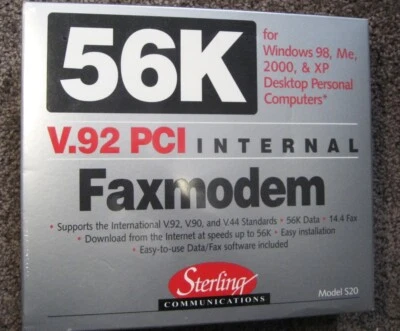 56K
for
Windows 98, Me,
2000, & XP
Desktop Personal
Computers*
V.92 PCI INTERNAL
Faxmodem
• Supports the International V.92, V.90, and V.44 Standards • 56K Data • 14.4 Fax
• Download from the Internet at speeds up to 56K • Easy installation
• Easy-to-use Data/Fax software included
Sterling
COMMUNICATIONS
Model S20